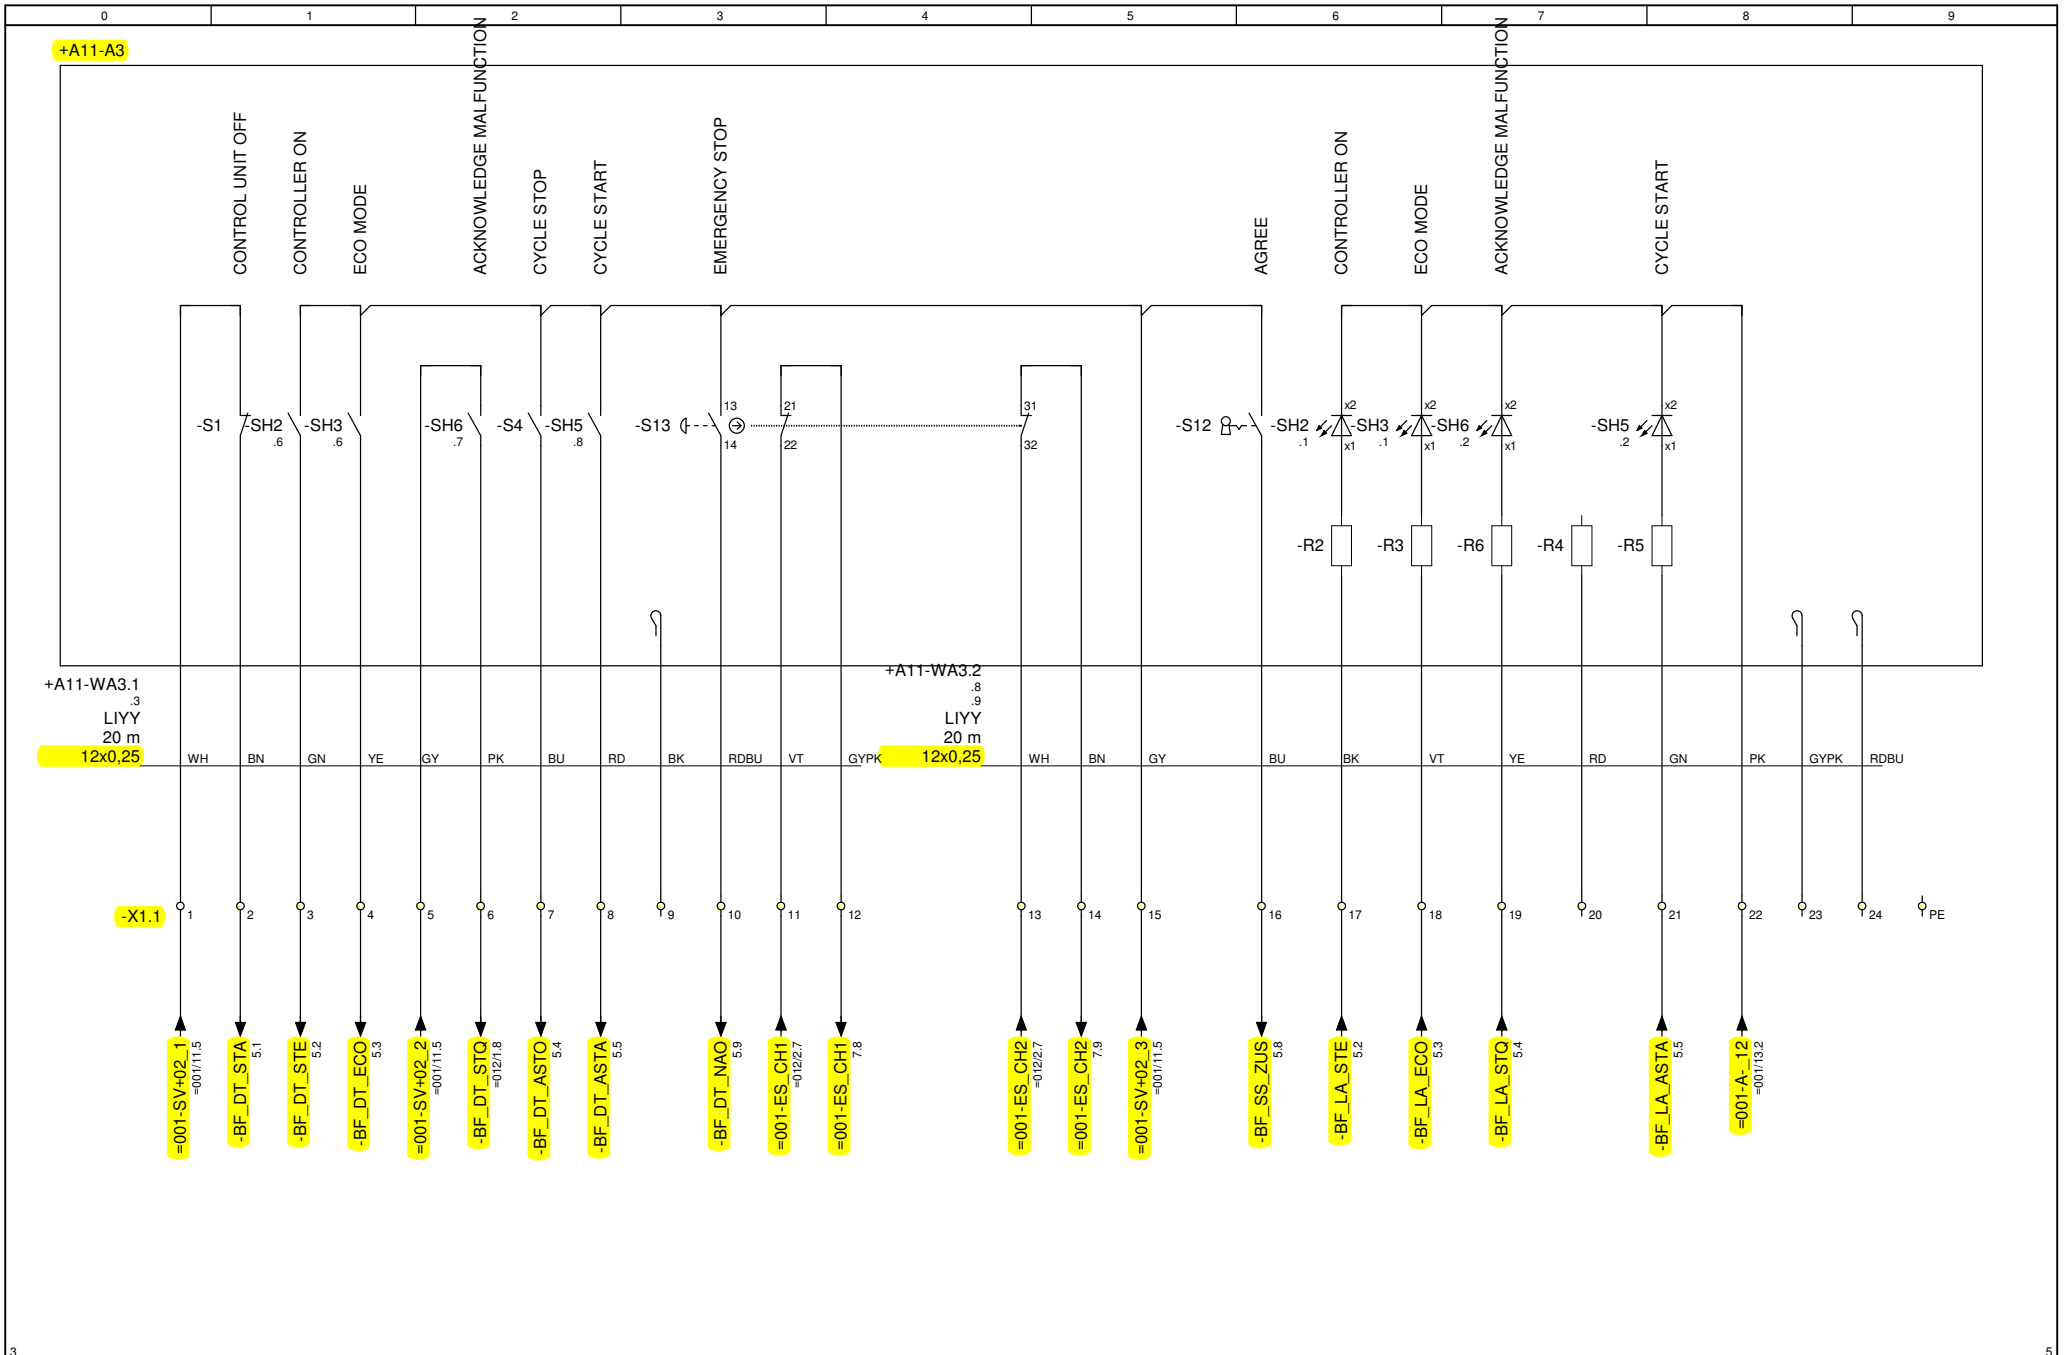 0 1 2 3 4 5 6 7 8 9
+A11-A3
CONTROL UNIT OFF
CONTROLLER ON
ECO MODE
ACKNOWLEDGE MALFUNCTION
CYCLE STOP
CYCLE START
EMERGENCY STOP
AGREE
CONTROLLER ON
ECO MODE
ACKNOWLEDGE MALFUNCTION
CYCLE START
-S1
-SH2
.6
-SH3
.6
-SH6
.7
-S4
-SH5
.8
-S13
13
14
21
22
31
32
-S12
-SH2
.1
x2
x1
-SH3
.1
x2
x1
-SH6
.2
x2
x1
-SH5
.2
x2
x1
-R2
-R3
-R6
-R4
-R5
+A11-WA3.1
.3
LIYY
20 m
12x0,25
WH BN GN YE GY PK BU RD BK RDBU VT GYPK
+A11-WA3.2
.8
.9
LIYY
20 m
12x0,25
WH BN GY BU BK VT YE RD GN PK GYPK RDBU
-X1.1
1 2 3 4 5 6 7 8 9 10 11 12 13 14 15 16 17 18 19 20 21 22 23 24 PE
=001-SV+02_1
=001/11.5
-BF_DT_STA
5.1
-BF_DT_STE
5.2
-BF_DT_ECO
5.3
=001-SV+02_2
=001/11.5
-BF_DT_STQ
=012/1.8
-BF_DT_ASTO
5.4
-BF_DT_ASTA
5.5
-BF_DT_NAO
5.9
=001-ES_CH1
=012/2.7
=001-ES_CH1
7.8
=001-ES_CH2
=012/2.7
=001-ES_CH2
7.9
=001-SV+02_3
=001/11.5
-BF_SS_ZUS
5.8
-BF_LA_STE
5.2
-BF_LA_ECO
5.3
-BF_LA_STQ
5.4
-BF_LA_ASTA
5.5
=001-A-_12
=001/13.2
3
5